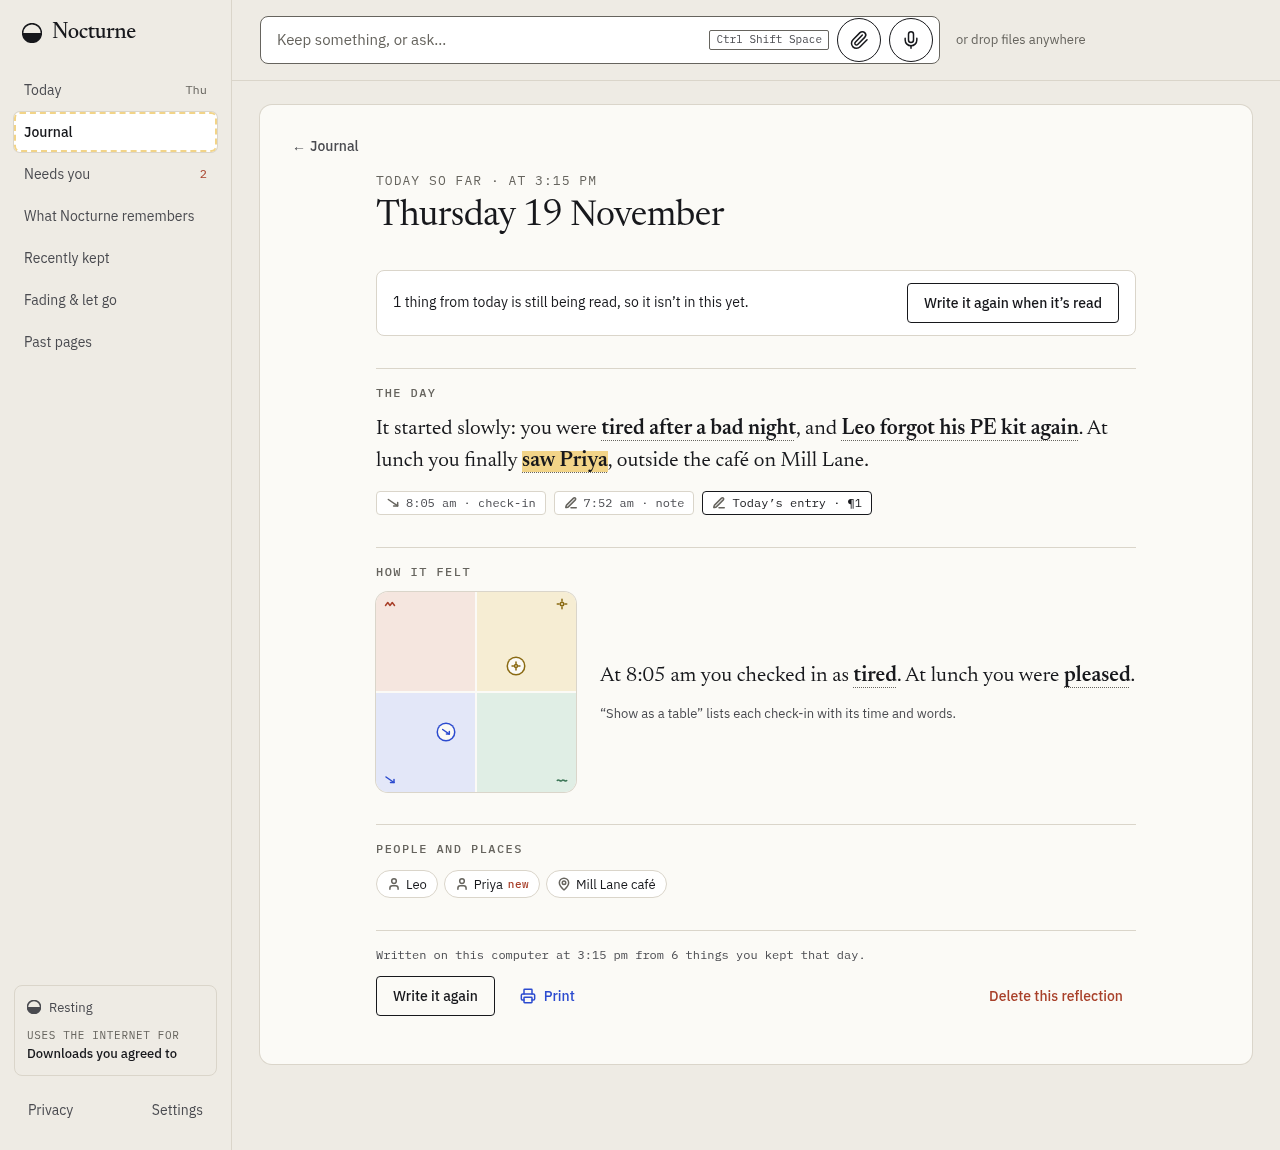 Nocturne
Today Thu
Journal
Needs you 2
What Nocturne remembers
Recently kept
Fading & let go
Past pages
Resting
USES THE INTERNET FOR
Downloads you agreed to
Privacy Settings
Keep something, or ask... Ctrl Shift Space or drop files anywhere
← Journal
TODAY SO FAR · AT 3:15 PM
Thursday 19 November
1 thing from today is still being read, so it isn’t in this yet. Write it again when it’s read
THE DAY
It started slowly: you were tired after a bad night, and Leo forgot his PE kit again. At
lunch you finally saw Priya, outside the café on Mill Lane.
8:05 am · check-in 7:52 am · note Today’s entry · ¶1
HOW IT FELT
At 8:05 am you checked in as tired. At lunch you were pleased.
“Show as a table” lists each check-in with its time and words.
PEOPLE AND PLACES
Leo Priya new Mill Lane café
Written on this computer at 3:15 pm from 6 things you kept that day.
Write it again Print Delete this reflection